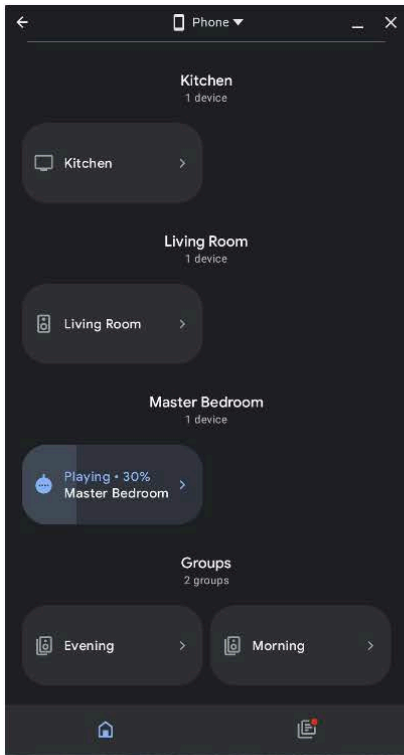 Phone
Kitchen
1 device
Kitchen
Living Room
1 device
Living Room
Master Bedroom
1 device
Playing • 30%
Master Bedroom
Groups
2 groups
Evening
Morning